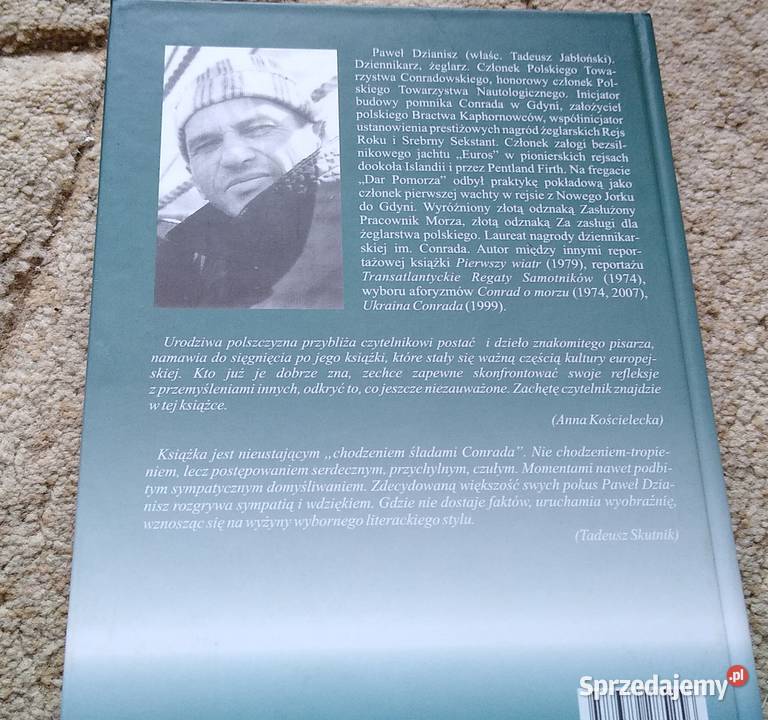 Paweł Dzianisz (właśc. Tadeusz Jabłoński).
Dziennikarz, żeglarz. Członek Polskiego Towa-
rzystwa Conradowskiego, honorowy członek Pol-
skiego Towarzystwa Nautologicznego. Inicjator
budowy pomnika Conrada w Gdyni, założyciel
polskiego Bractwa Kaphornowców, współinicjator
ustanowienia prestiżowych nagród żeglarskich Rejs
Roku i Srebrny Sekstant. Członek załogi bezsil-
nikowego jachtu „Euros” w pionierskich rejsach
dookoła Islandii i przez Pentland Firth. Na fregacie
„Dar Pomorza” odbył praktykę pokładową jako
członek pierwszej wachty w rejsie z Nowego Jorku
do Gdyni. Wyróżniony złotą odznaką Zasłużony
Pracownik Morza, złotą odznaką Za zasługi dla
żeglarstwa polskiego. Laureat nagrody dziennikar-
skiej im. Conrada. Autor między innymi repor-
tażowej książki Pierwszy wiatr (1979), reportażu
Transatlantyckie Regaty Samotników (1974),
wyboru aforyzmów Conrad o morzu (1974, 2007),
Ukraina Conrada (1999).
Urodziwa polszczyzna przybliża czytelnikowi postać i dzieło znakomitego pisarza,
namawia do sięgnięcia po jego książki, które stały się ważną częścią kultury europej-
skiej. Kto już je dobrze zna, zechce zapewne skonfrontować swoje refleksje
z przemyśleniami innych, odkryć to, co jeszcze niezauważone. Zachętę czytelnik znajdzie
w tej książce.
(Anna Kościelecka)
Książka jest nieustającym „chodzeniem śladami Conrada”. Nie chodzeniem-tropie-
niem, lecz postępowaniem serdecznym, przychylnym, czułym. Momentami nawet podbi-
tym sympatycznym domyśliwaniem. Zdecydowaną większość swych pokus Paweł Dzia-
nisz rozgrywa sympatią i wdziękiem. Gdzie nie dostaje faktów, uruchamia wyobraźnię,
wznosząc się na wyżyny wybornego literackiego stylu.
(Tadeusz Skutnik)
Sprzedajemy.pl